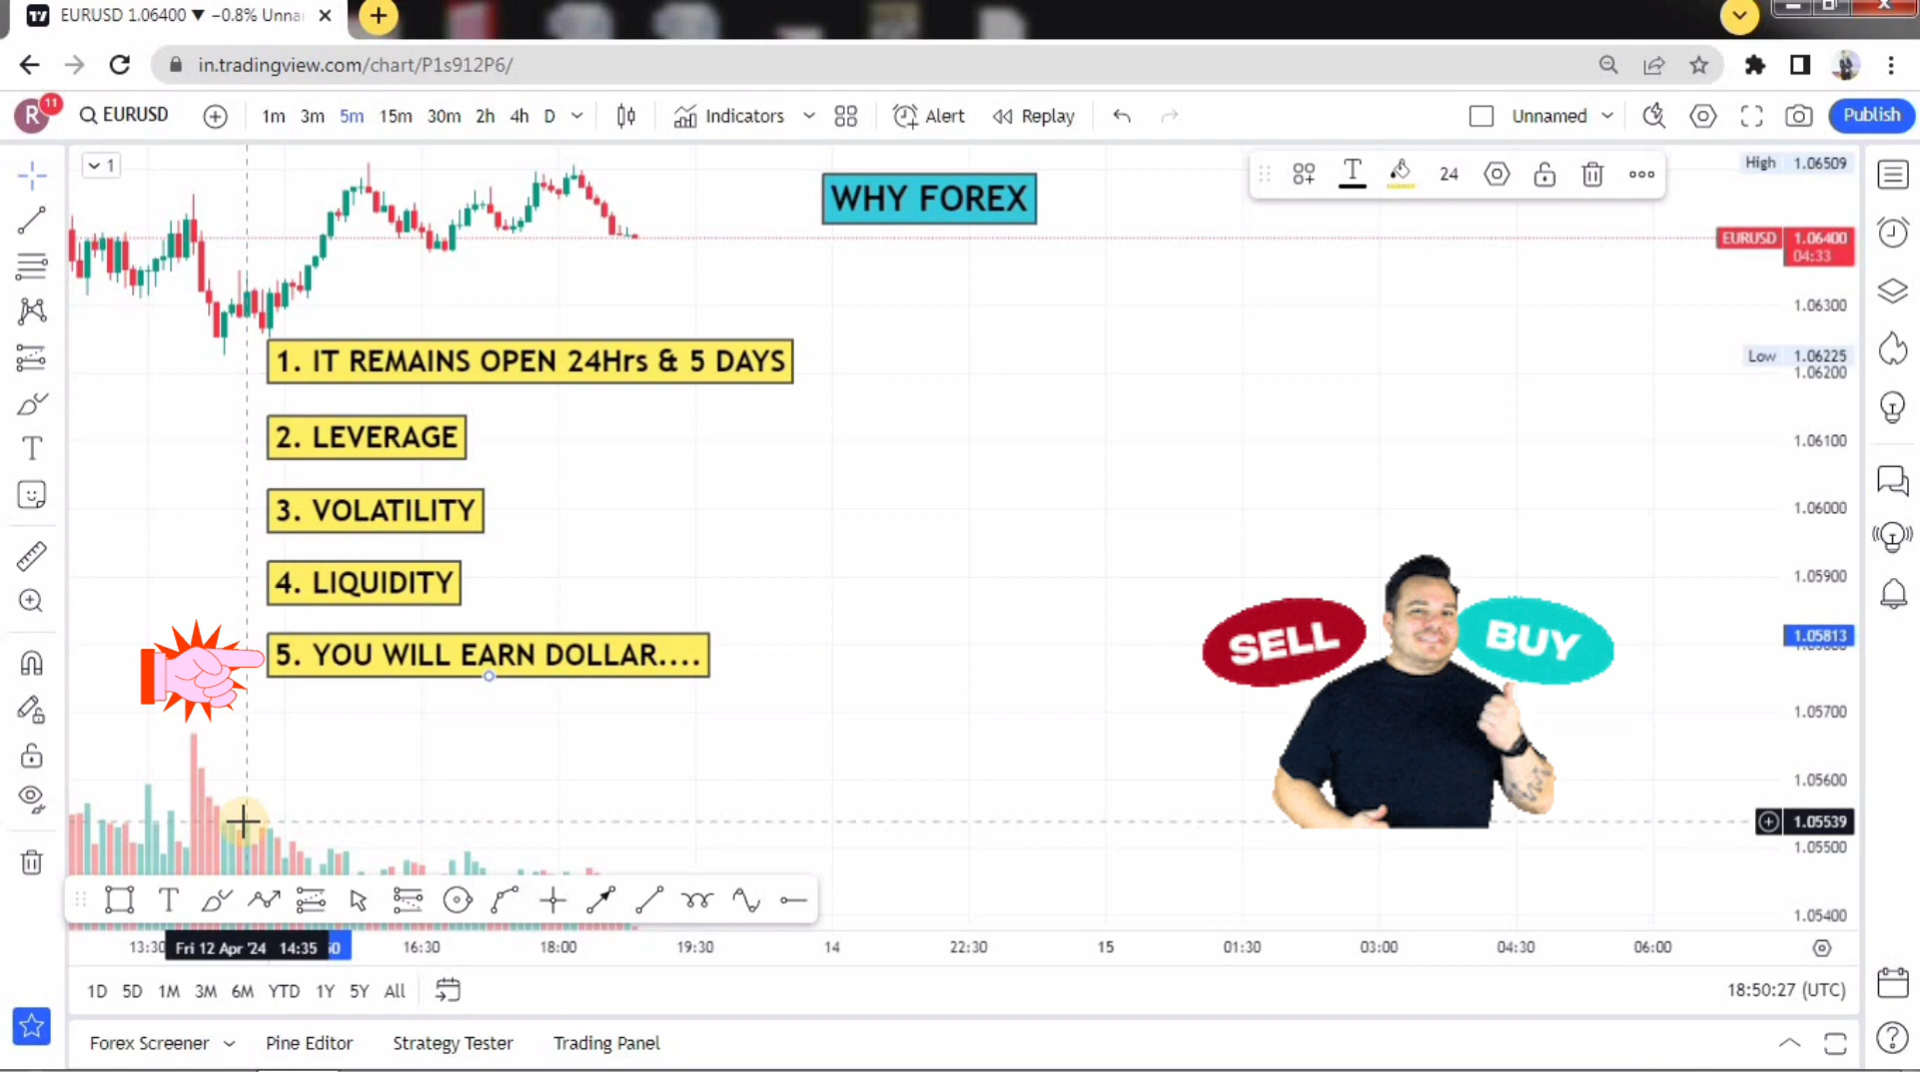 EURUSD 1.06400 ▼ −0.8% Unna
in.tradingview.com/chart/P1s912P6/
R 11 EURUSD 1m 3m 5m 15m 30m 2h 4h D Indicators Alert Replay Unnamed Publish
1
WHY FOREX
24
High 1.06509
EURUSD 1.06400
04:33
1.06300
Low 1.06225
1.06200
1. IT REMAINS OPEN 24Hrs & 5 DAYS
1.06100
2. LEVERAGE
1.06000
3. VOLATILITY
1.05900
4. LIQUIDITY
SELL
BUY
1.05813
5. YOU WILL EARN DOLLAR....
1.05700
1.05600
1.05539
1.05500
1.05400
13:30 Fri 12 Apr '24 14:35 16:30 18:00 19:30 14 22:30 15 01:30 03:00 04:30 06:00
1D 5D 1M 3M 6M YTD 1Y 5Y All
18:50:27 (UTC)
Forex Screener Pine Editor Strategy Tester Trading Panel